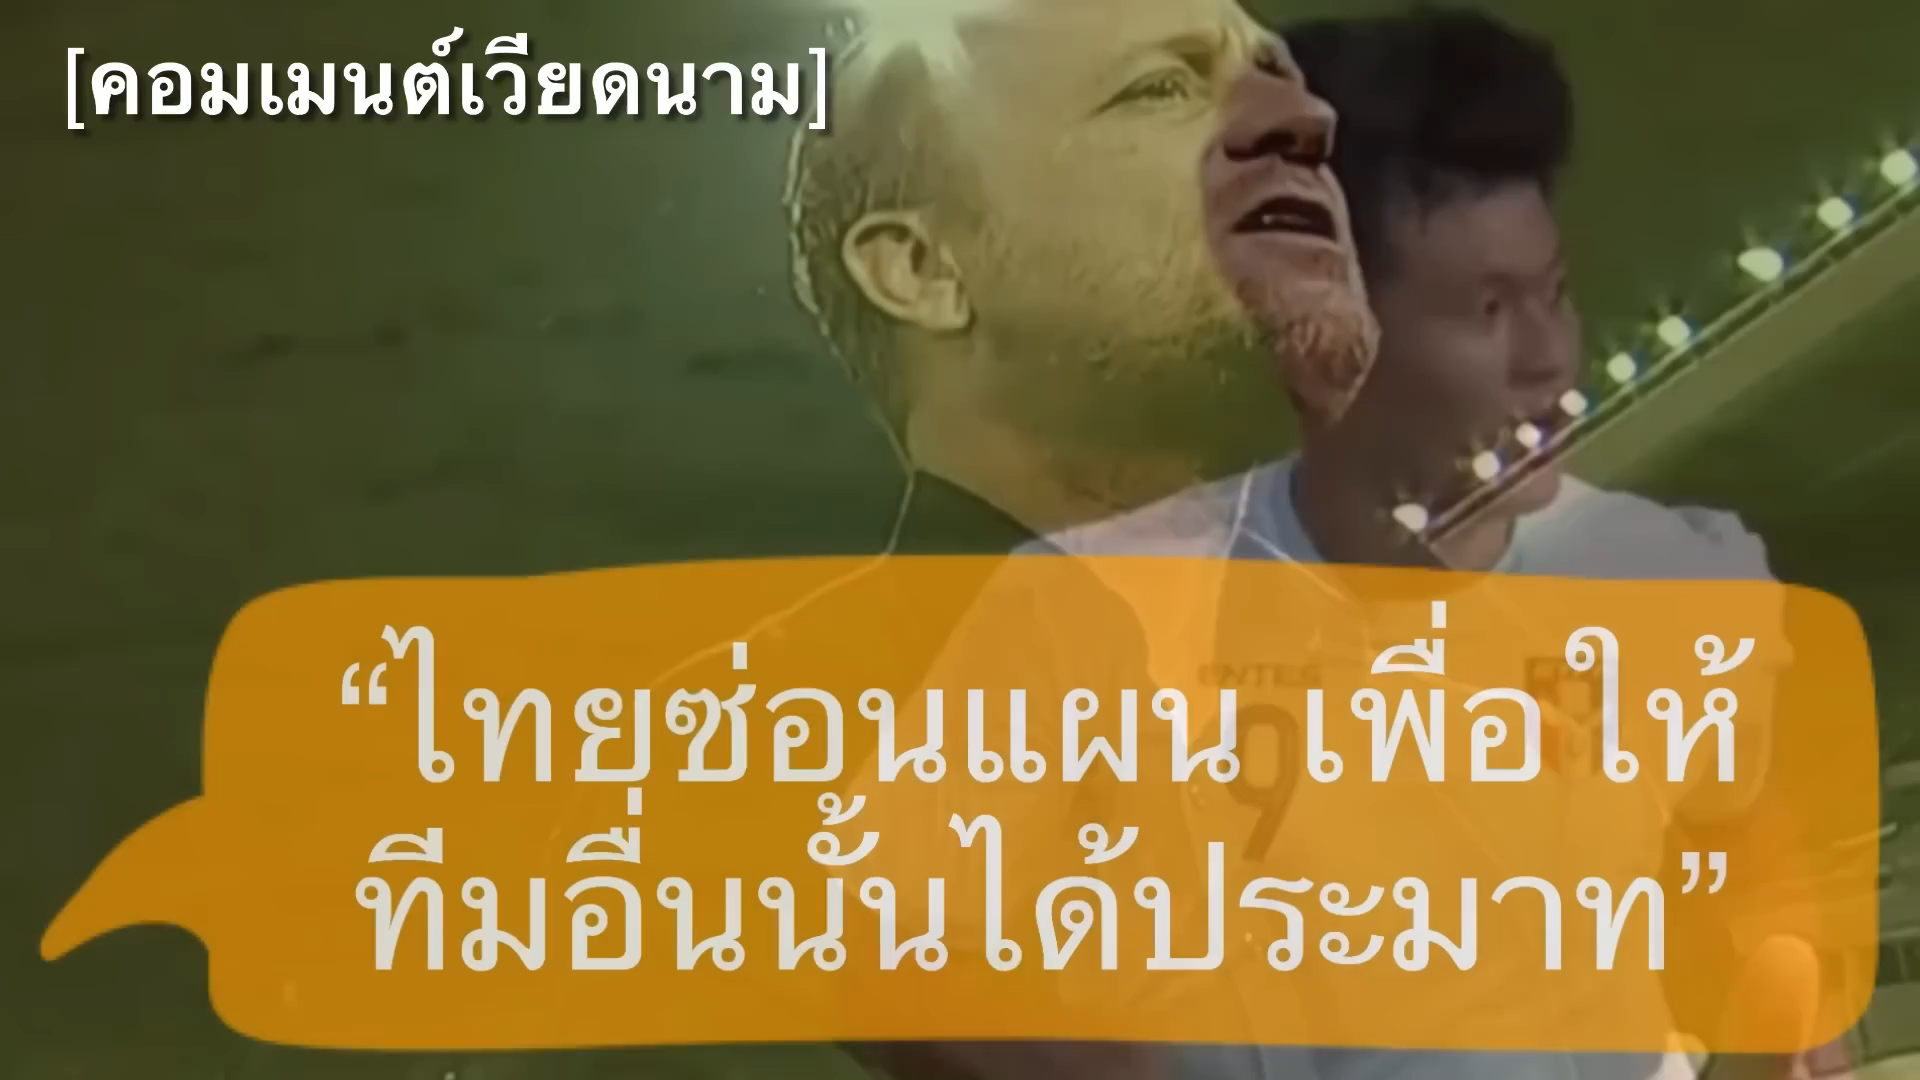 [คอมเมนต์เวียดนาม]
“ไทยซ่อนแผน เพื่อให้
ทีมอื่นนั้นได้ประมาท”
9